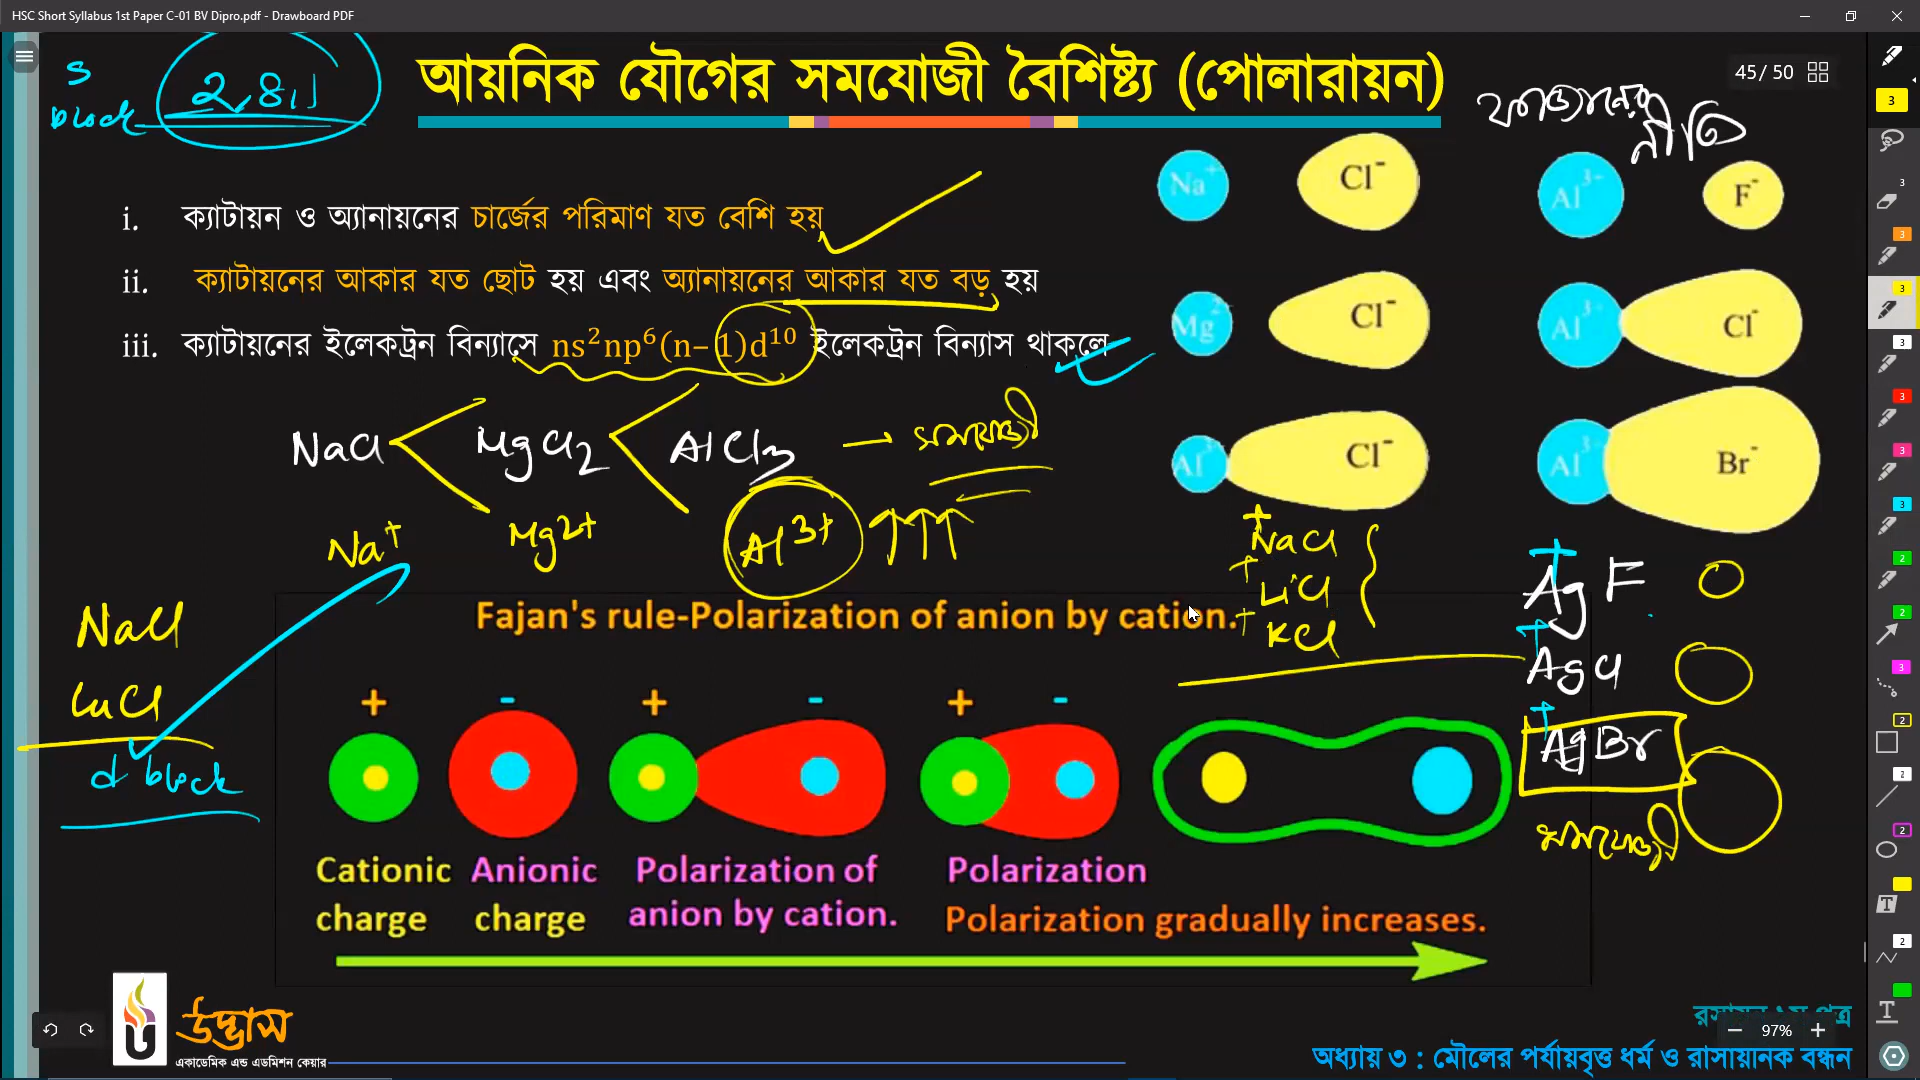 HSC Short Syllabus 1st Paper C-01 BV Dipro.pdf - Drawboard PDF
45/ 50
s
block
2,8,1
আয়নিক যৌগের সমযোজী বৈশিষ্ট্য (পোলারায়ন)
ফাজানের
নীতি
i. ক্যাটায়ন ও অ্যানায়নের চার্জের পরিমাণ যত বেশি হয়
ii. ক্যাটায়নের আকার যত ছোট হয় এবং অ্যানায়নের আকার যত বড় হয়
iii. ক্যাটায়নের ইলেকট্রন বিন্যাসে ns²np⁶(n–1)d¹⁰ ইলেকট্রন বিন্যাস থাকলে
Na⁺ Cl⁻
Al³⁺ F⁻
Mg²⁺ Cl⁻
Al³⁺ Cl⁻
Al³⁺ Cl⁻
Al³⁺ Br⁻
NaCl MgCl₂ AlCl₃ → সমযোজী
Na⁺ Mg²⁺ Al³⁺ ↑↑↑
NaCl
LiCl
KCl
AgF
AgCl
AgBr
সমযোজী
NaCl
CuCl
d block
Fajan's rule-Polarization of anion by cation.
+ - + - + -
Cationic charge
Anionic charge
Polarization of anion by cation.
Polarization
Polarization gradually increases.
উদ্ভাস
একাডেমিক এন্ড এডমিশন কেয়ার
রসায়ন ১ম পত্র
97%
অধ্যায় ৩ : মৌলের পর্যায়বৃত্ত ধর্ম ও রাসায়নিক বন্ধন